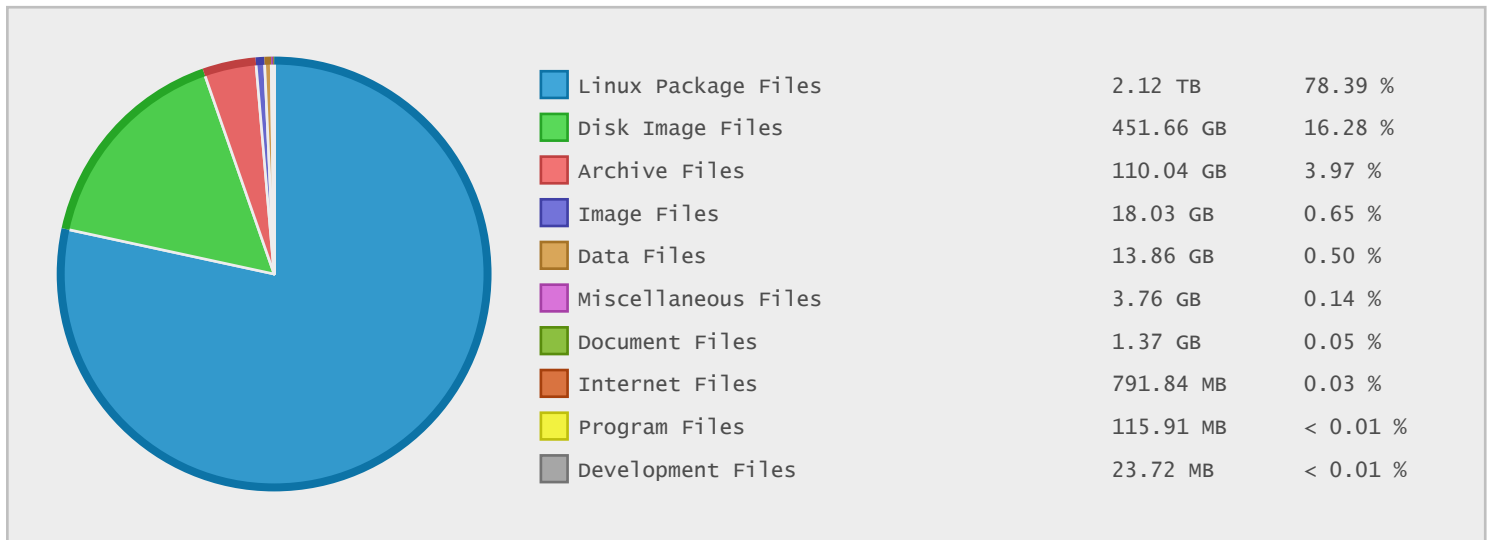 Linux Package Files 2.12 TB 78.39 %
Disk Image Files 451.66 GB 16.28 %
Archive Files 110.04 GB 3.97 %
Image Files 18.03 GB 0.65 %
Data Files 13.86 GB 0.50 %
Miscellaneous Files 3.76 GB 0.14 %
Document Files 1.37 GB 0.05 %
Internet Files 791.84 MB 0.03 %
Program Files 115.91 MB < 0.01 %
Development Files 23.72 MB < 0.01 %